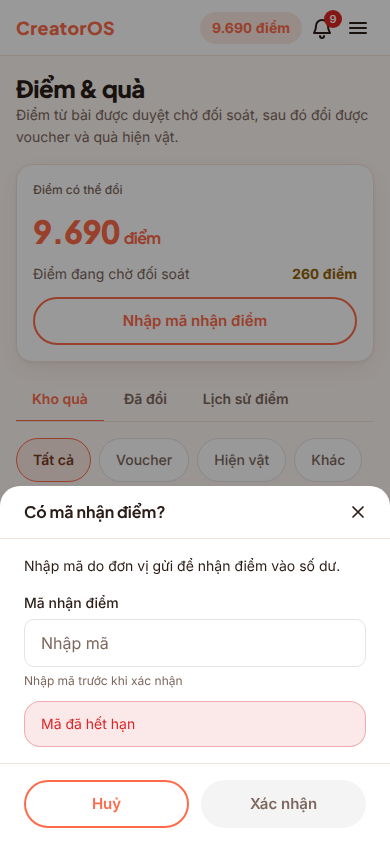 CreatorOS
9.690 điểm
9
Điểm & quà
Điểm từ bài được duyệt chờ đối soát, sau đó đổi được
voucher và quà hiện vật.
Điểm có thể đổi
9.690 điểm
Điểm đang chờ đối soát
260 điểm
Nhập mã nhận điểm
Kho quà
Đã đổi
Lịch sử điểm
Tất cả
Voucher
Hiện vật
Khác
Có mã nhận điểm?
Nhập mã do đơn vị gửi để nhận điểm vào số dư.
Mã nhận điểm
Nhập mã
Nhập mã trước khi xác nhận
Mã đã hết hạn
Huỷ
Xác nhận